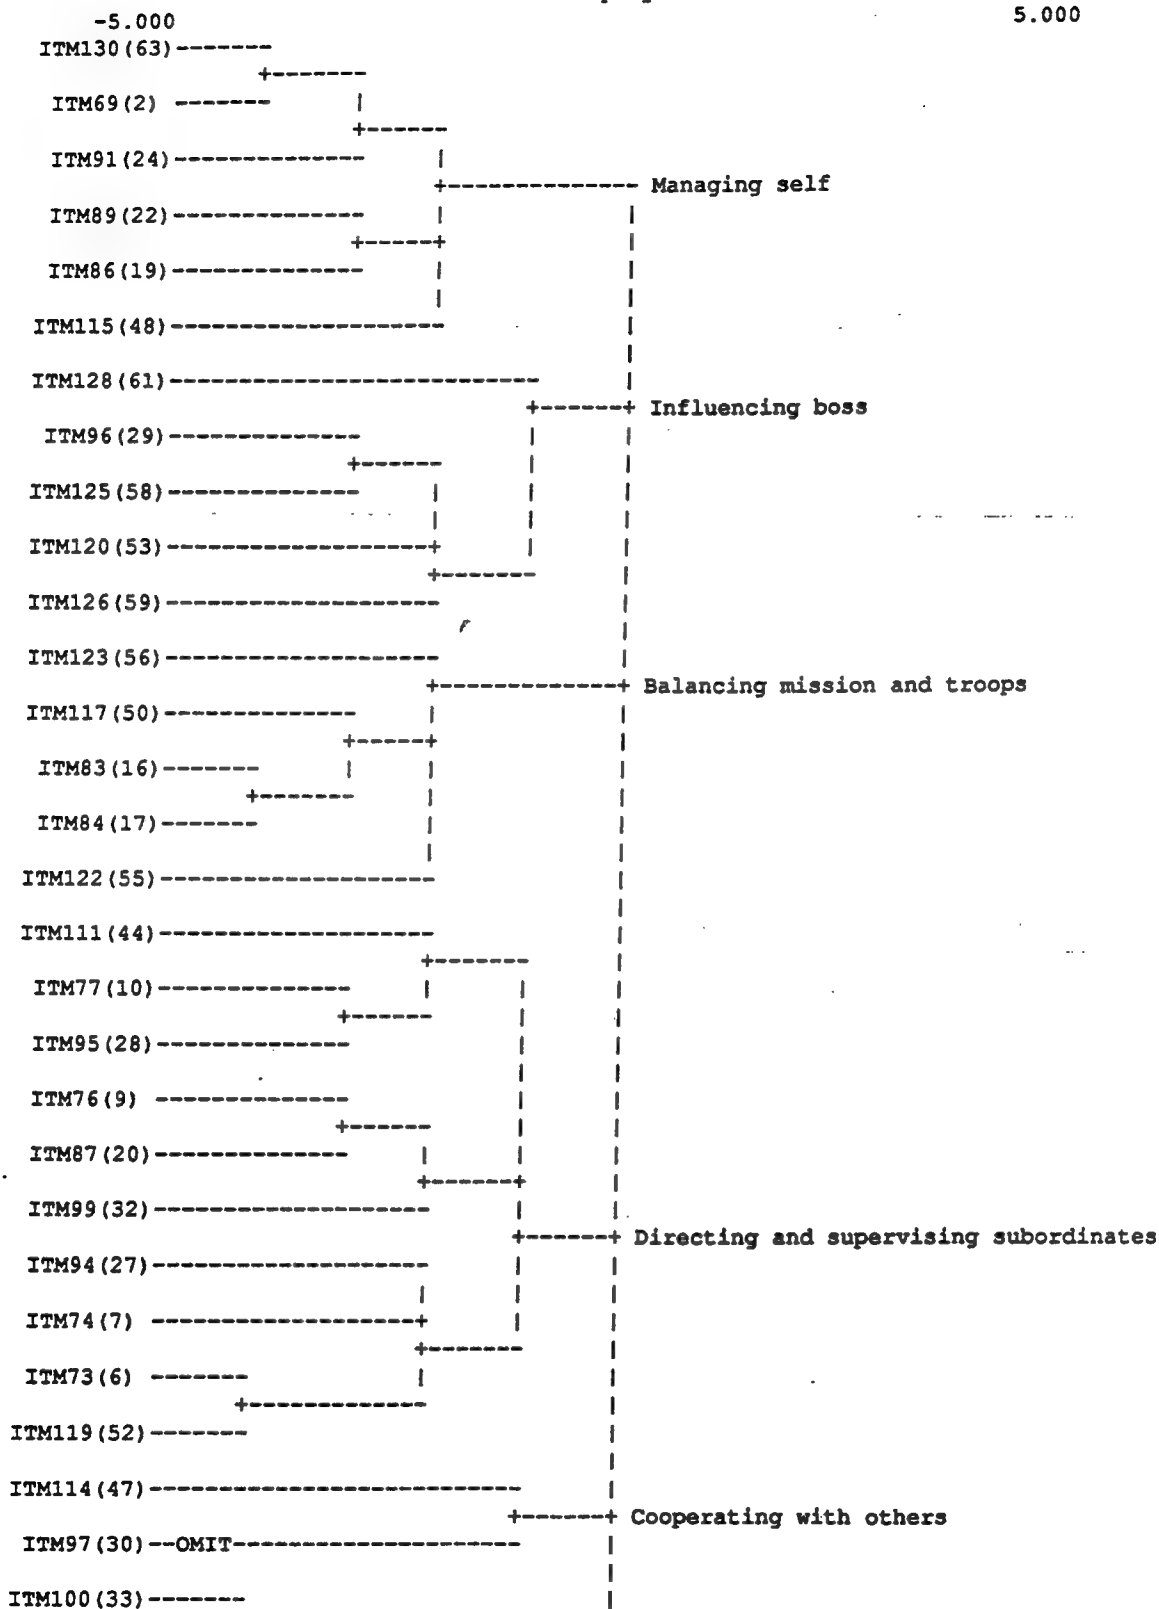 -5.000 5.000
ITM130(63)
ITM69(2)
ITM91(24)
Managing self
ITM89(22)
ITM86(19)
ITM115(48)
ITM128(61)
Influencing boss
ITM96(29)
ITM125(58)
ITM120(53)
ITM126(59)
ITM123(56)
Balancing mission and troops
ITM117(50)
ITM83(16)
ITM84(17)
ITM122(55)
ITM111(44)
ITM77(10)
ITM95(28)
ITM76(9)
ITM87(20)
ITM99(32)
Directing and supervising subordinates
ITM94(27)
ITM74(7)
ITM73(6)
ITM119(52)
ITM114(47)
Cooperating with others
ITM97(30)--OMIT
ITM100(33)